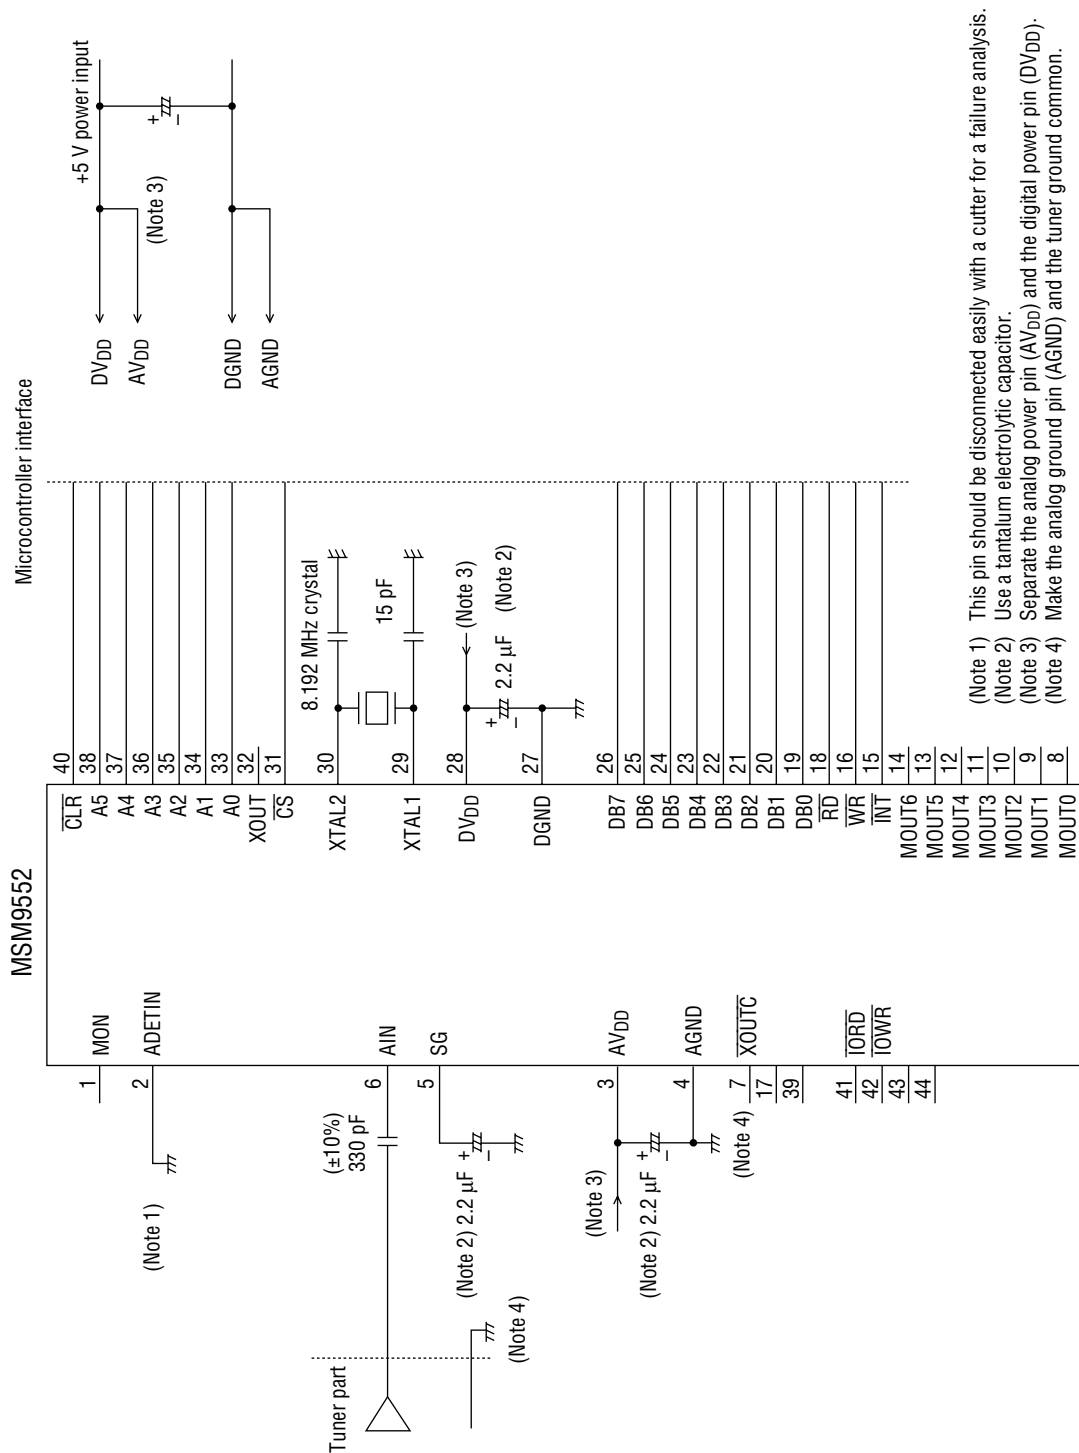 MSM9552
Microcontroller interface
CLR 40
A5 38
A4 37
A3 36
A2 35
A1 34
A0 33
XOUT 32
CS 31
XTAL2 30
8.192 MHz crystal
XTAL1 29
15 pF
DVDD 28
(Note 3)
+
–
2.2 µF (Note 2)
DGND 27
DB7 26
DB6 25
DB5 24
DB4 23
DB3 22
DB2 21
DB1 20
DB0 19
RD 18
WR 16
INT 15
MOUT6 14
MOUT5 13
MOUT4 12
MOUT3 11
MOUT2 10
MOUT1 9
MOUT0 8
1 MON
2 ADETIN
(Note 1)
Tuner part
(±10%)
330 pF
6 AIN
5 SG
(Note 2) 2.2 µF
+
–
(Note 4)
(Note 3)
3 AVDD
(Note 2) 2.2 µF
+
–
4 AGND
(Note 4)
7 XOUTC
17
39
41 IORD
42 IOWR
43
44
+5 V power input
DVDD
AVDD
(Note 3)
+
–
DGND
AGND
(Note 1) This pin should be disconnected easily with a cutter for a failure analysis.
(Note 2) Use a tantalum electrolytic capacitor.
(Note 3) Separate the analog power pin (AVDD) and the digital power pin (DVDD).
(Note 4) Make the analog ground pin (AGND) and the tuner ground common.